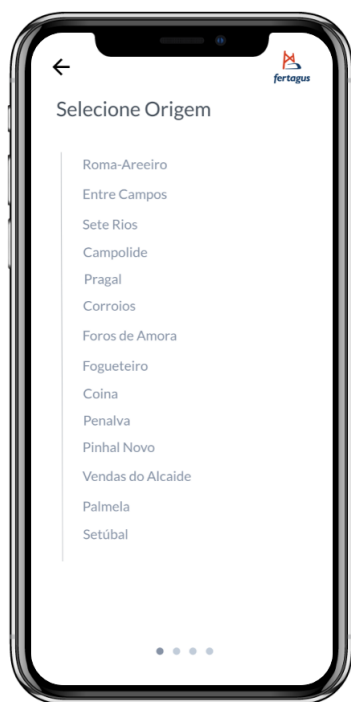 fertagus
Selecione Origem
Roma-Areeiro
Entre Campos
Sete Rios
Campolide
Pragal
Corroios
Foros de Amora
Fogueteiro
Coina
Penalva
Pinhal Novo
Vendas do Alcaide
Palmela
Setúbal